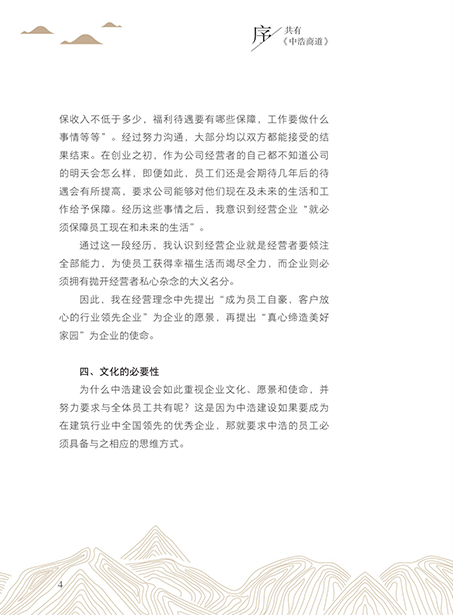 序
共有
《中浩商道》
保收入不低于多少，福利待遇要有哪些保障，工作要做什么
事情等等”。经过努力沟通，大部分均以双方都能接受的结
果结束。在创业之初，作为公司经营者的自己都不知道公司
的明天会怎么样，即便如此，员工们还是会期待几年后的待
遇会有所提高，要求公司能够对他们现在及未来的生活和工
作给予保障。经历这些事情之后，我意识到经营企业“就必
须保障员工现在和未来的生活”。
通过这一段经历，我认识到经营企业就是经营者要倾注
全部能力，为使员工获得幸福生活而竭尽全力，而企业则必
须拥有抛开经营者私心杂念的大义名分。
因此，我在经营理念中先提出“成为员工自豪，客户放
心的行业领先企业”为企业的愿景，再提出“真心缔造美好
家园”为企业的使命。
四、文化的必要性
为什么中浩建设会如此重视企业文化、愿景和使命，并
努力要求与全体员工共有呢？这是因为中浩建设如果要成为
在建筑行业中全国领先的优秀企业，那就要求中浩的员工必
须具备与之相应的思维方式。
4